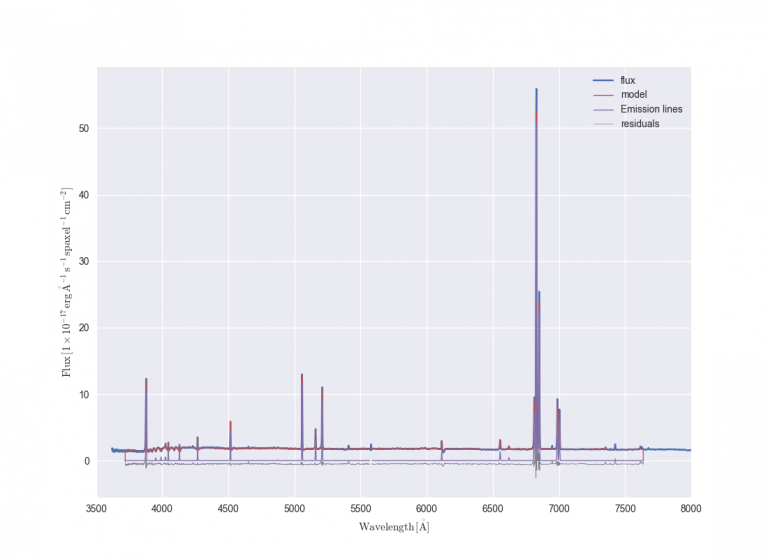 flux
model
Emission lines
residuals
50
40
30
20
10
0
Flux [1 × 10⁻¹⁷ erg Å⁻¹ s⁻¹ spaxel⁻¹ cm⁻²]
3500 4000 4500 5000 5500 6000 6500 7000 7500 8000
Wavelength [Å]